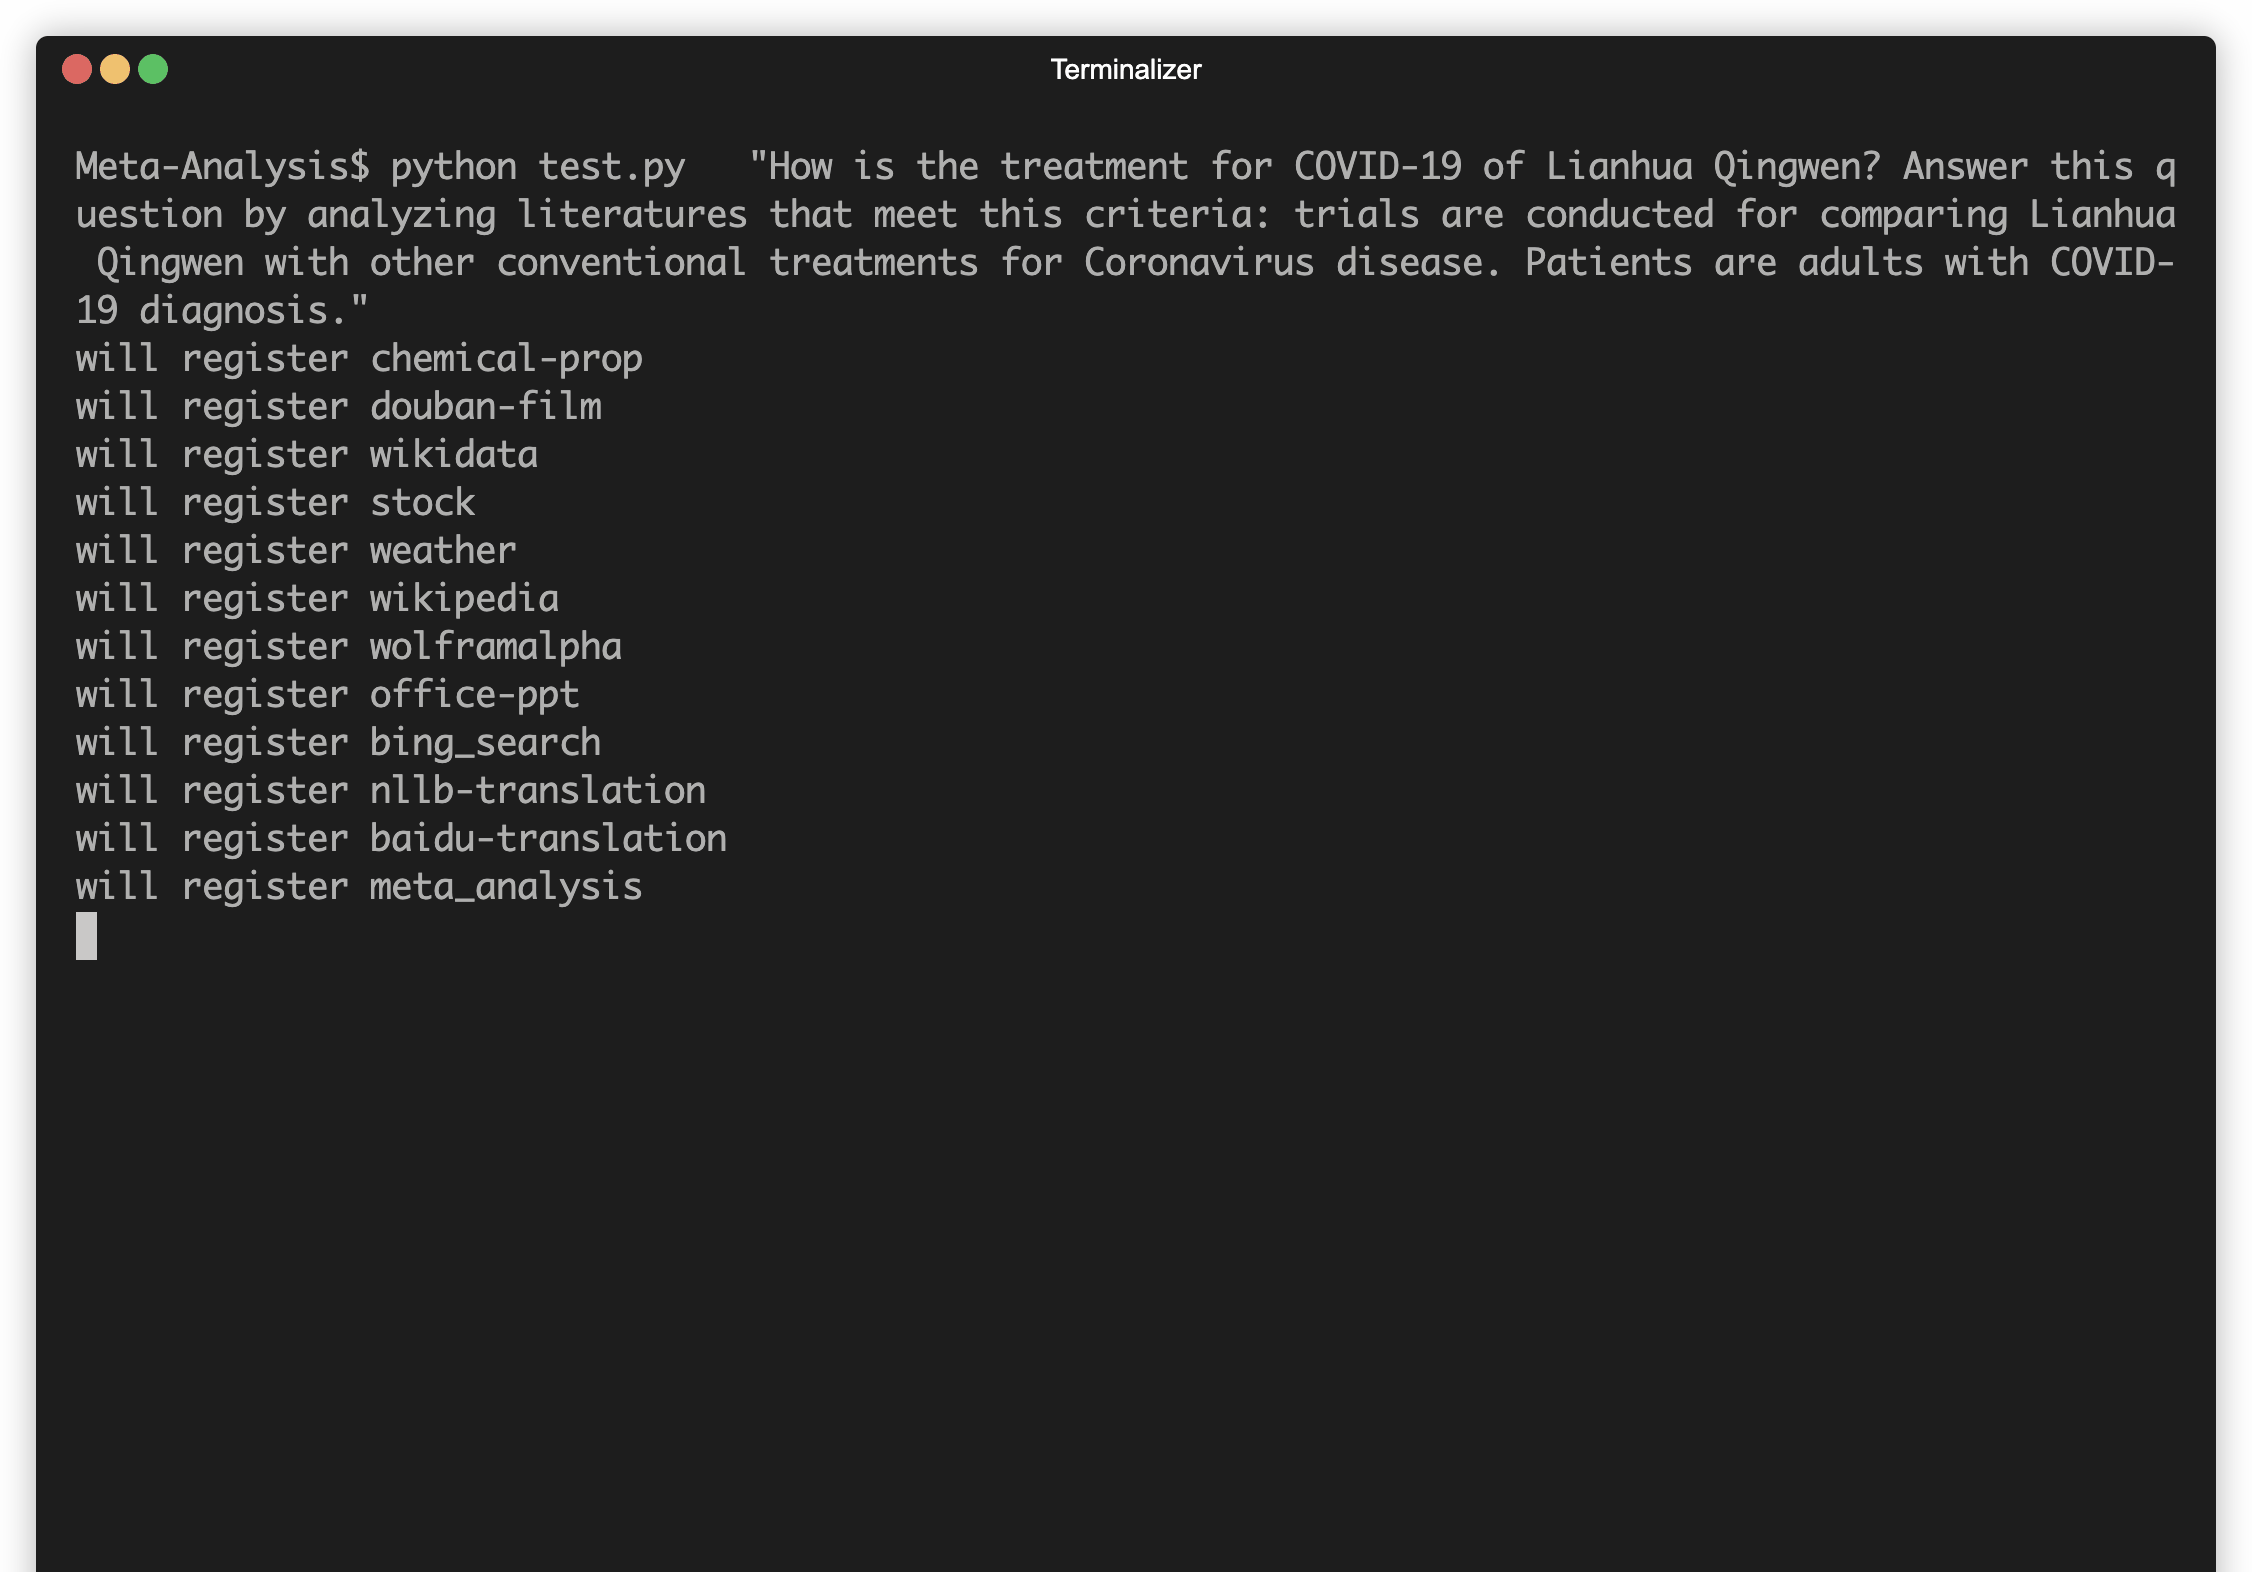 Terminalizer
Meta-Analysis$ python test.py   "How is the treatment for COVID-19 of Lianhua Qingwen? Answer this q
uestion by analyzing literatures that meet this criteria: trials are conducted for comparing Lianhua
 Qingwen with other conventional treatments for Coronavirus disease. Patients are adults with COVID-
19 diagnosis."
will register chemical-prop
will register douban-film
will register wikidata
will register stock
will register weather
will register wikipedia
will register wolframalpha
will register office-ppt
will register bing_search
will register nllb-translation
will register baidu-translation
will register meta_analysis